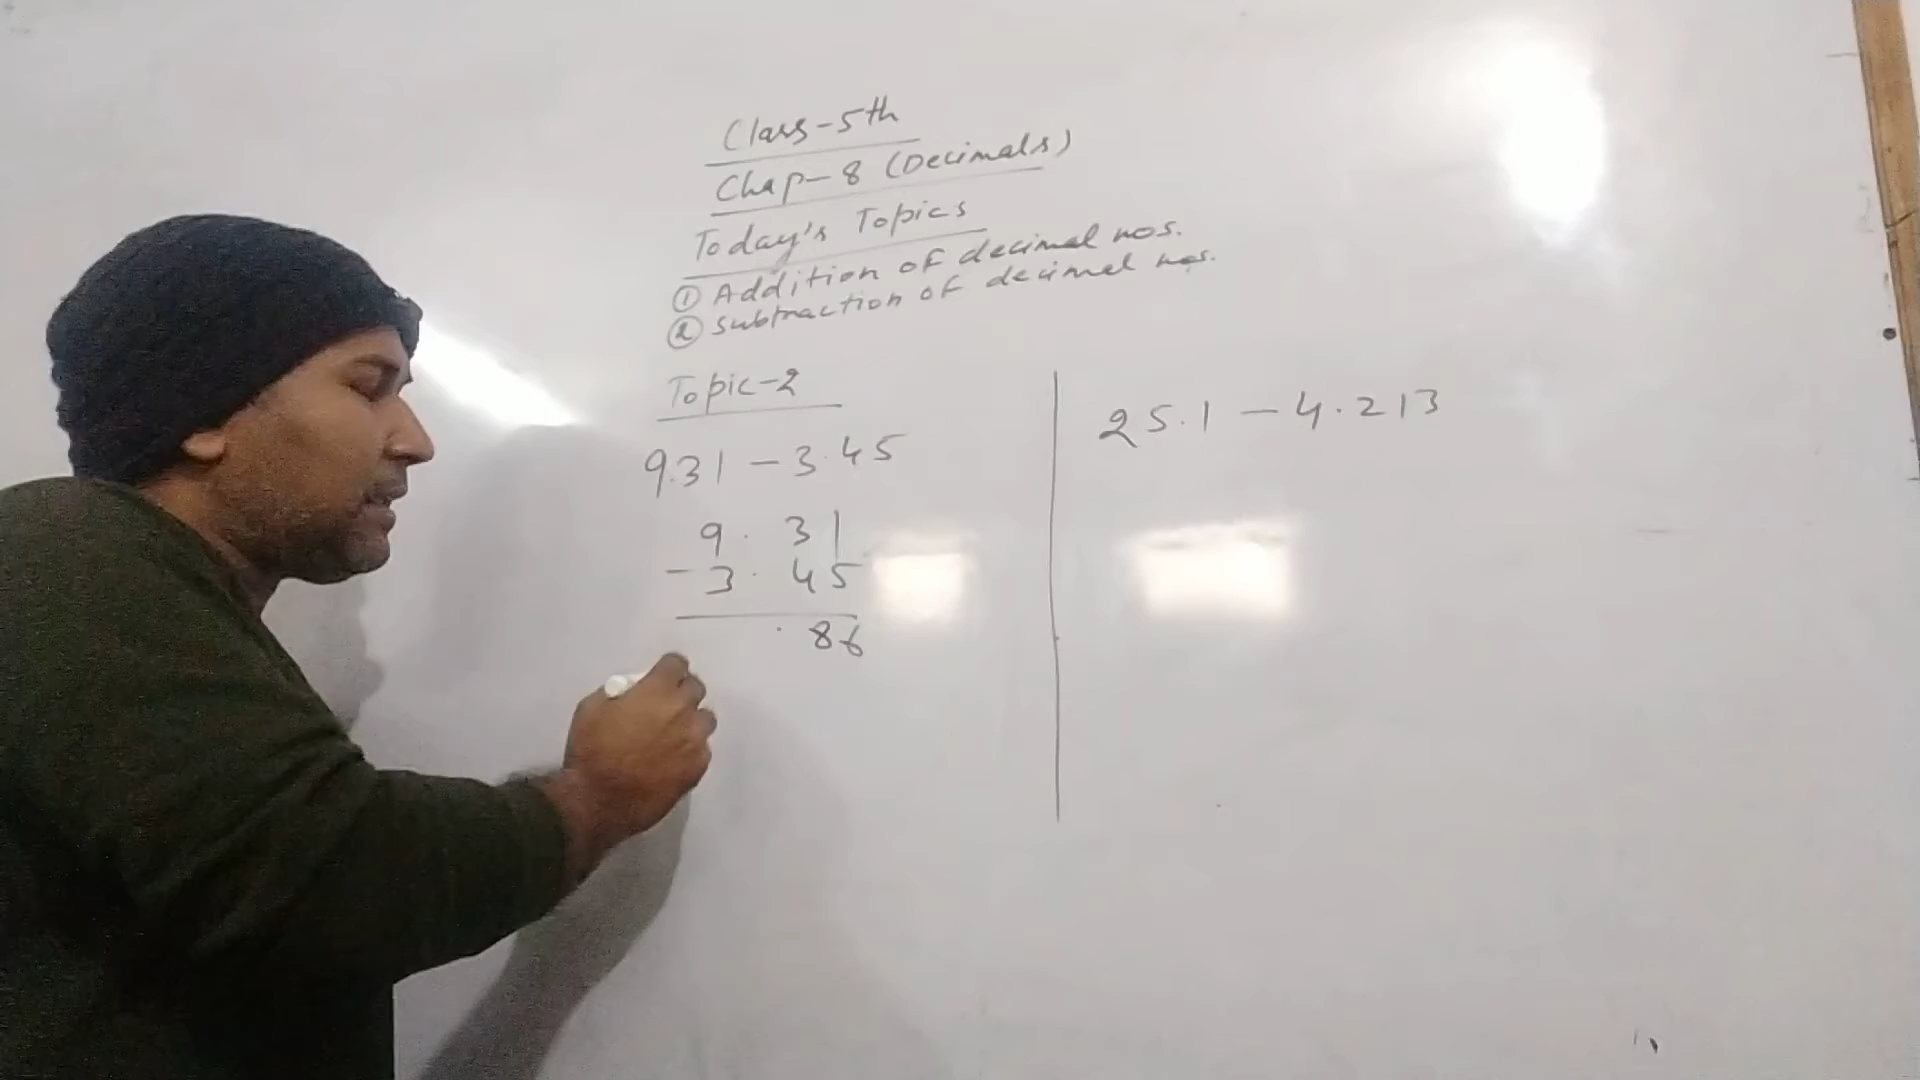 Class-5th
Chap-8 (Decimals)
Today's Topics
① Addition of decimal nos.
② Subtraction of decimal nos.
Topic-2
9.31 - 3.45
9. 31
- 3. 45
. 86
25.1 - 4.213